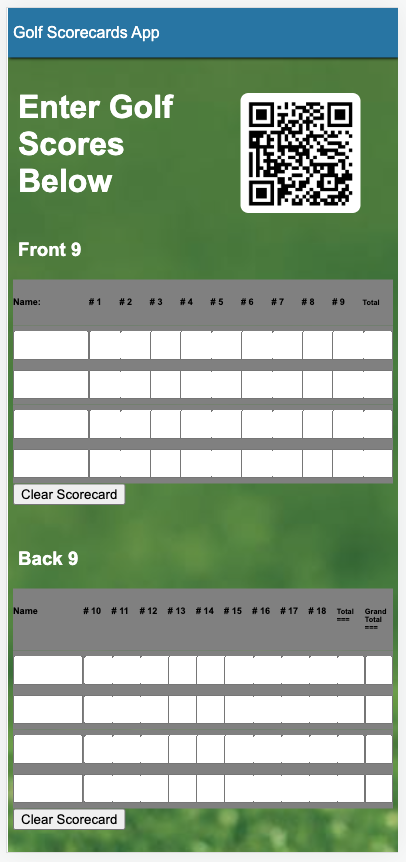 Golf Scorecards App
Enter Golf
Scores
Below
Front 9
Name: # 1 # 2 # 3 # 4 # 5 # 6 # 7 # 8 # 9 Total
Clear Scorecard
Back 9
Name # 10 # 11 # 12 # 13 # 14 # 15 # 16 # 17 # 18 Total Grand
Total
=== ===
Clear Scorecard